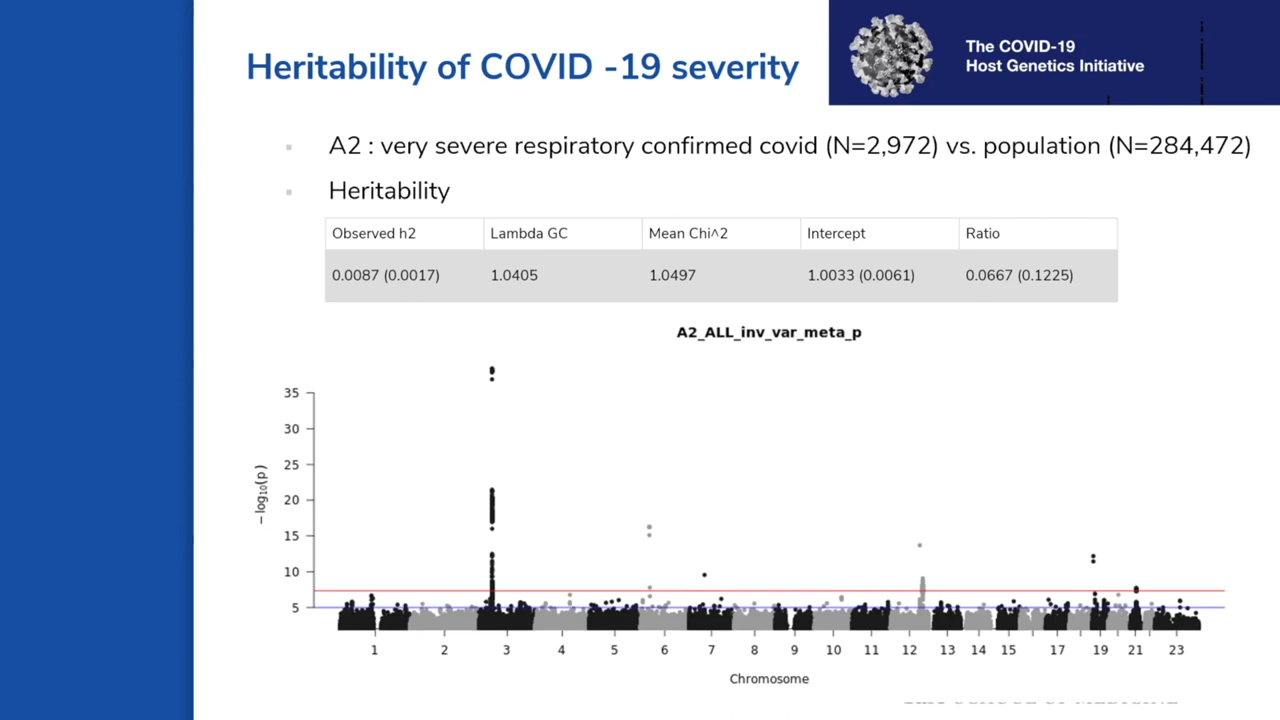 Heritability of COVID -19 severity
The COVID-19
Host Genetics Initiative
A2 : very severe respiratory confirmed covid (N=2,972) vs. population (N=284,472)
Heritability
Observed h2 Lambda GC Mean Chi^2 Intercept Ratio
0.0087 (0.0017) 1.0405 1.0497 1.0033 (0.0061) 0.0667 (0.1225)
A2_ALL_inv_var_meta_p
35
30
25
20
15
10
5
−log₁₀(p)
1 2 3 4 5 6 7 8 9 10 11 12 13 14 15 17 19 21 23
Chromosome